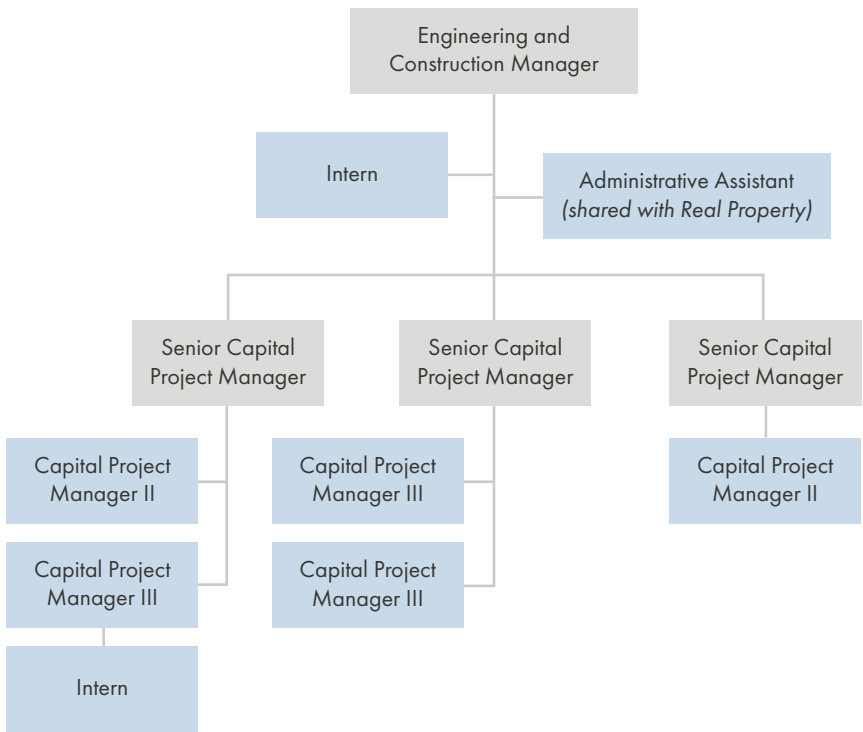 Engineering and
Construction Manager
Intern
Administrative Assistant
(shared with Real Property)
Senior Capital
Project Manager
Senior Capital
Project Manager
Senior Capital
Project Manager
Capital Project
Manager II
Capital Project
Manager III
Capital Project
Manager II
Capital Project
Manager III
Capital Project
Manager III
Intern